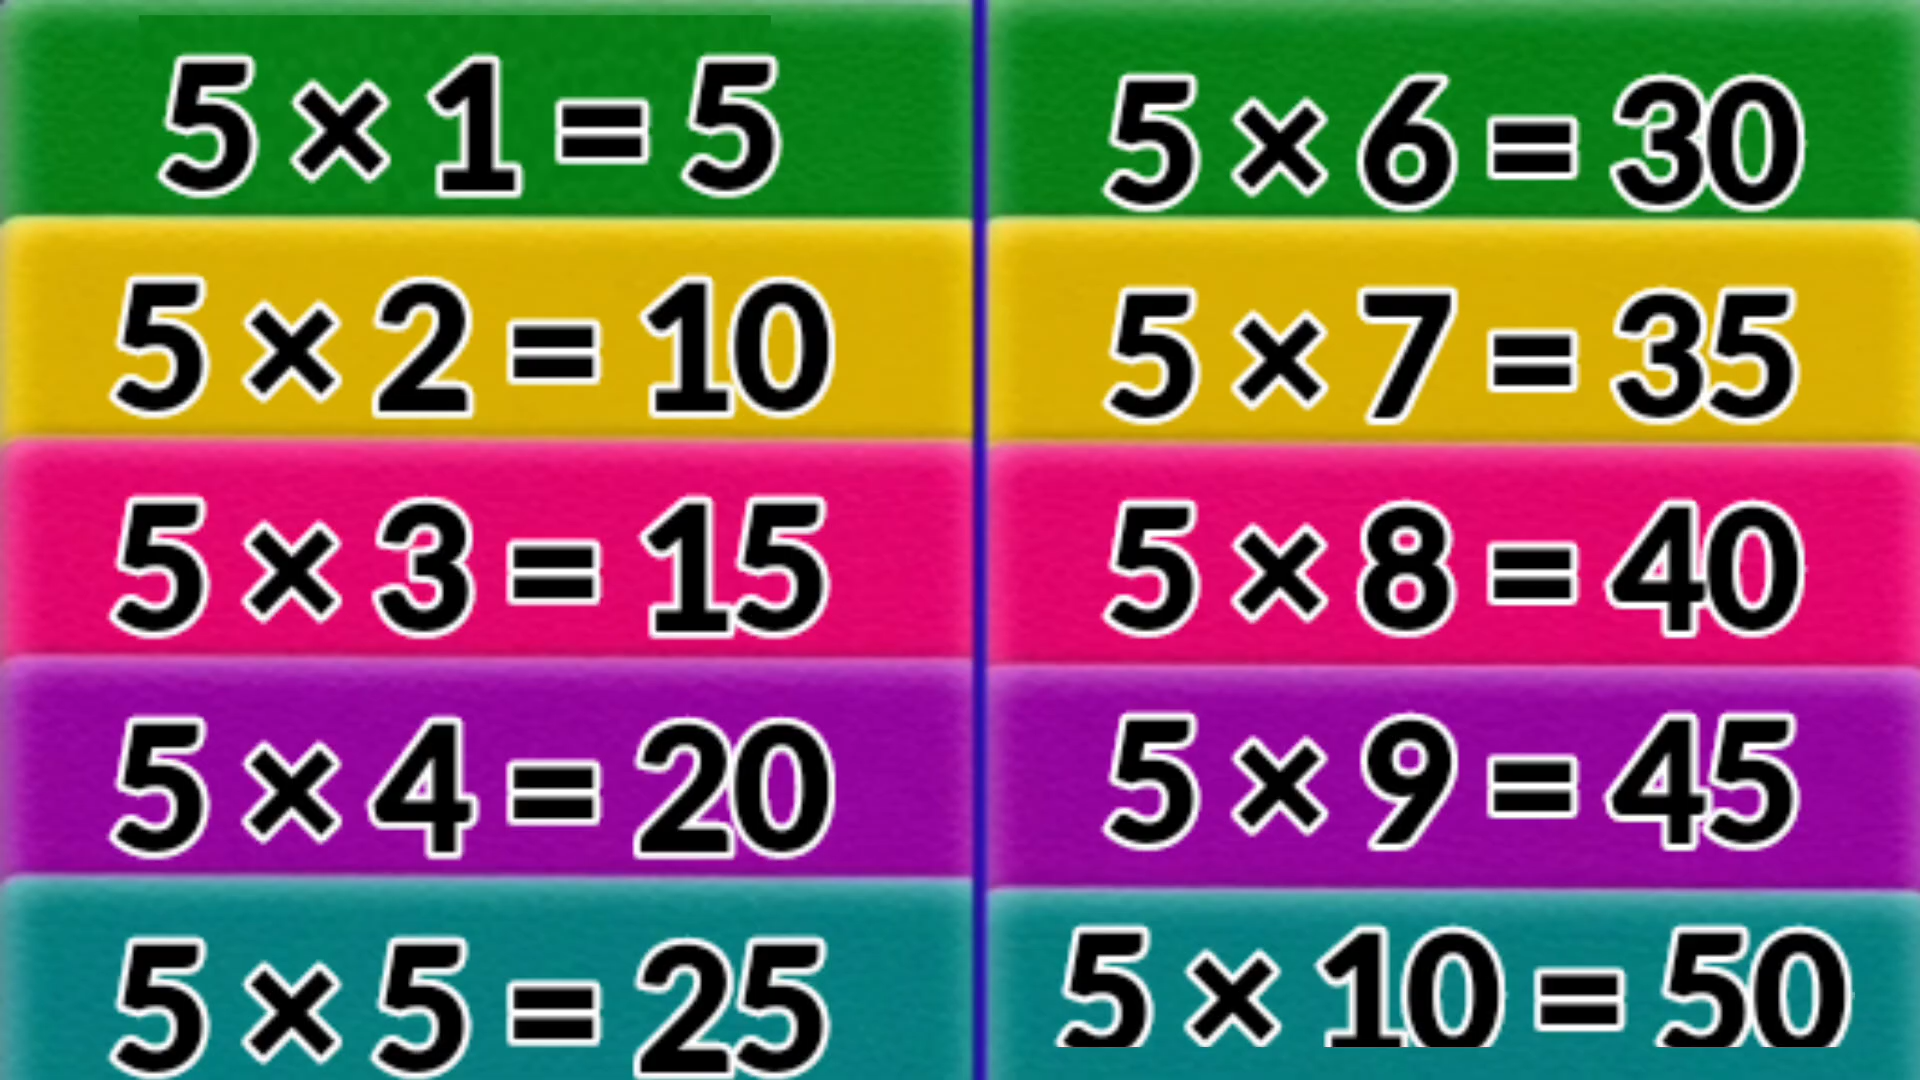 5 × 1 = 5
5 × 2 = 10
5 × 3 = 15
5 × 4 = 20
5 × 5 = 25
5 × 6 = 30
5 × 7 = 35
5 × 8 = 40
5 × 9 = 45
5 × 10 = 50